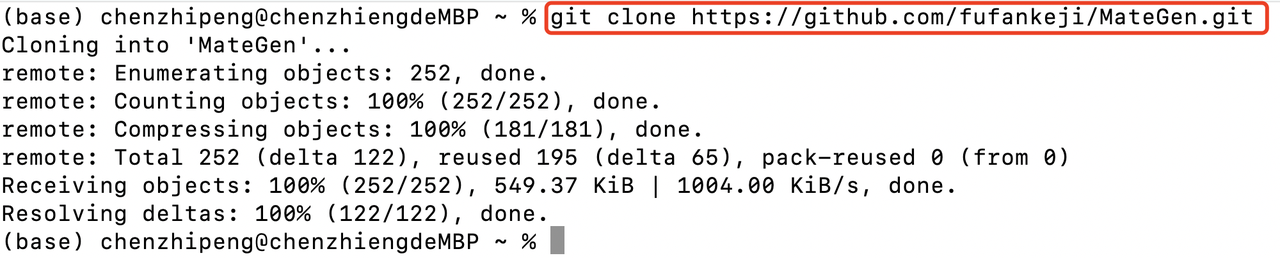 (base) chenzhipeng@chenzhiengdeMBP ~ % git clone https://github.com/fufankeji/MateGen.git
Cloning into 'MateGen'...
remote: Enumerating objects: 252, done.
remote: Counting objects: 100% (252/252), done.
remote: Compressing objects: 100% (181/181), done.
remote: Total 252 (delta 122), reused 195 (delta 65), pack-reused 0 (from 0)
Receiving objects: 100% (252/252), 549.37 KiB | 1004.00 KiB/s, done.
Resolving deltas: 100% (122/122), done.
(base) chenzhipeng@chenzhiengdeMBP ~ %